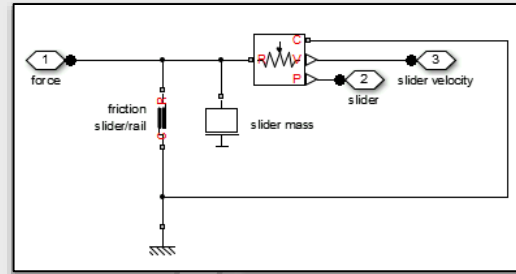 1
force
R
C
V
P
3
slider velocity
2
slider
friction
slider/rail
R
C
slider mass